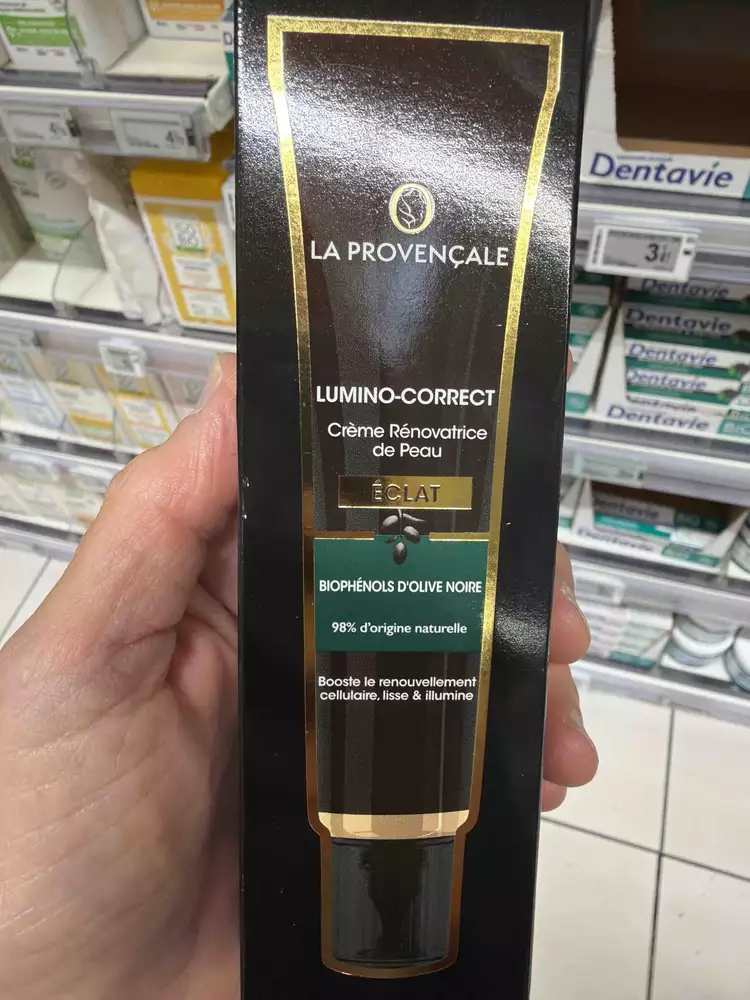 LA PROVENÇALE
LUMINO-CORRECT
Crème Rénovatrice
de Peau
ÉCLAT
BIOPHÉNOLS D'OLIVE NOIRE
98% d'origine naturelle
Booste le renouvellement
cellulaire, lisse & illumine
Dentavie
Dentavie
Dentavie
Dentavie
Dentavie
Dentavie
Dentavie